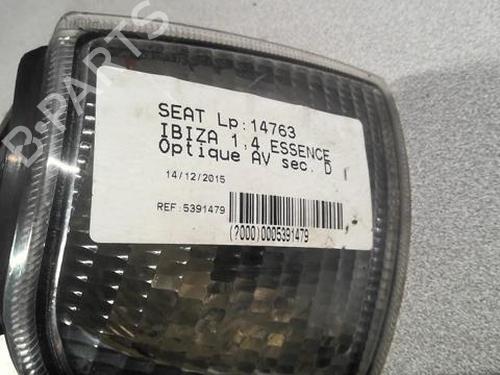 SEAT Lp:14763
IBIZA 1,4 ESSENCE
Optique AV sec. D
14/12/2015
REF:5391479
(?000)0005391479
B-PARTS